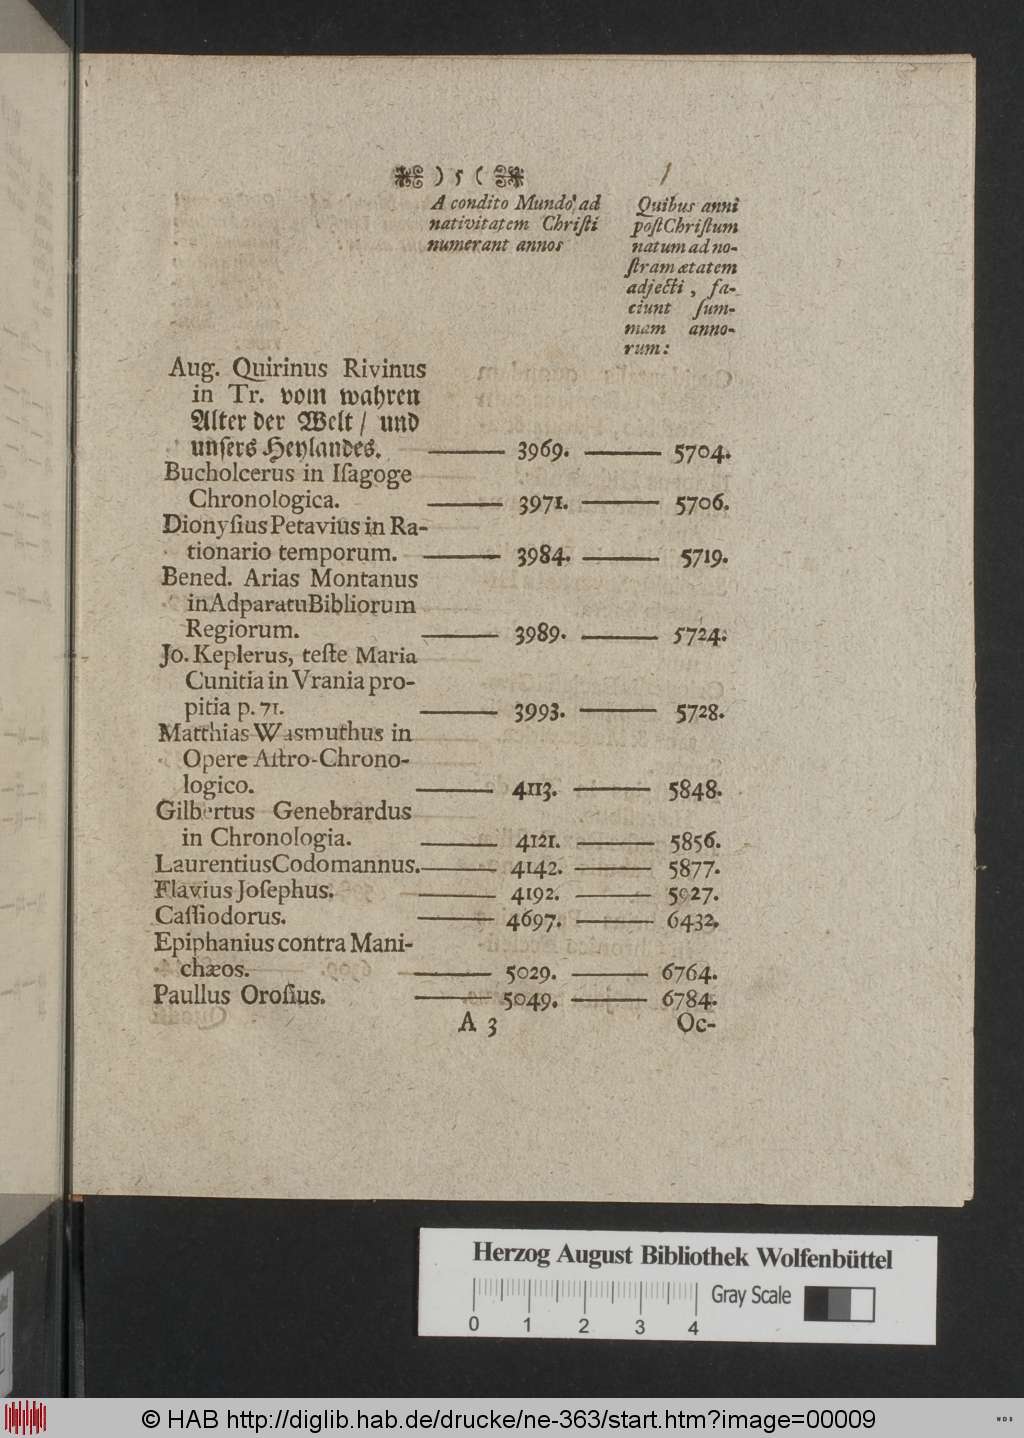 ) 5 (
A condito Mundo, ad
nativitatem Chriſti
numerant annos
Quibus anni
poſt Chriſtum
natum ad no-
ſtram ætatem
adjecti, fa-
ciunt ſum-
mam anno-
rum:
Aug. Quirinus Rivinus
in Tr. vom wahren
Alter der Welt / und
unſers Heylandes. 3969. 5704.
Bucholcerus in Iſagoge
Chronologica. 3971. 5706.
Dionyſius Petavius in Ra-
tionario temporum. 3984. 5719.
Bened. Arias Montanus
in Adparatu Bibliorum
Regiorum. 3989. 5724.
Jo. Keplerus, teſte Maria
Cunitia in Vrania pro-
pitia p. 71. 3993. 5728.
Matthias Wasmuthus in
Opere Aſtro-Chrono-
logico. 4113. 5848.
Gilbertus Genebrardus
in Chronologia. 4121. 5856.
Laurentius Codomannus. 4142. 5877.
Flavius Joſephus. 4192. 5927.
Caſſiodorus. 4697. 6432.
Epiphanius contra Mani-
chæos. 5029. 6764.
Paullus Oroſius. 5049. 6784.
A 3 Oc-
Herzog August Bibliothek Wolfenbüttel
Gray Scale
0 1 2 3 4
© HAB http://diglib.hab.de/drucke/ne-363/start.htm?image=00009